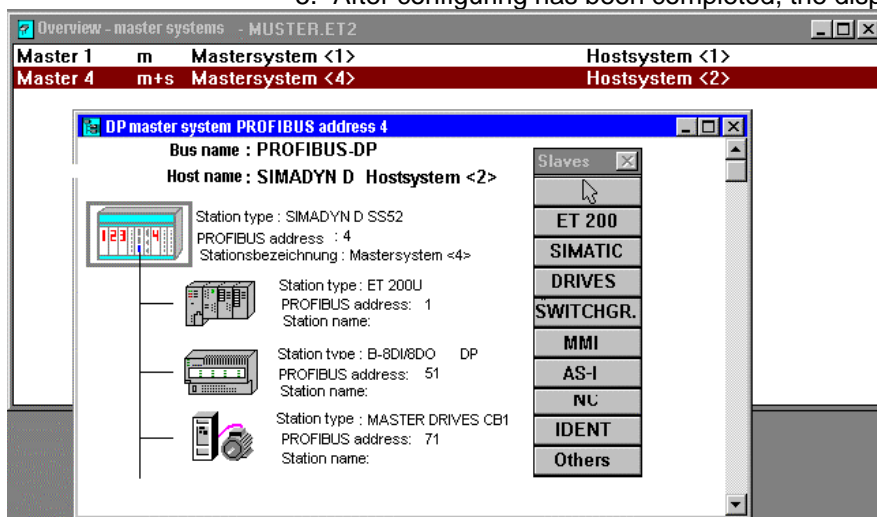 After configuring has been completed, the disp
Overview - master systems - MUSTER.ET2
Master 1 m Mastersystem <1> Hostsystem <1>
Master 4 m+s Mastersystem <4> Hostsystem <2>
DP master system PROFIBUS address 4
Bus name : PROFIBUS-DP
Host name : SIMADYN D Hostsystem <2>
Station type : SIMADYN D SS52
PROFIBUS address : 4
Stationsbezeichnung : Mastersystem <4>
Station type : ET 200U
PROFIBUS address: 1
Station name:
Station type : B-8DI/8DO DP
PROFIBUS address: 51
Station name:
Station type : MASTER DRIVES CB1
PROFIBUS address: 71
Station name:
Slaves
ET 200
SIMATIC
DRIVES
SWITCHGR.
MMI
AS-I
NC
IDENT
Others